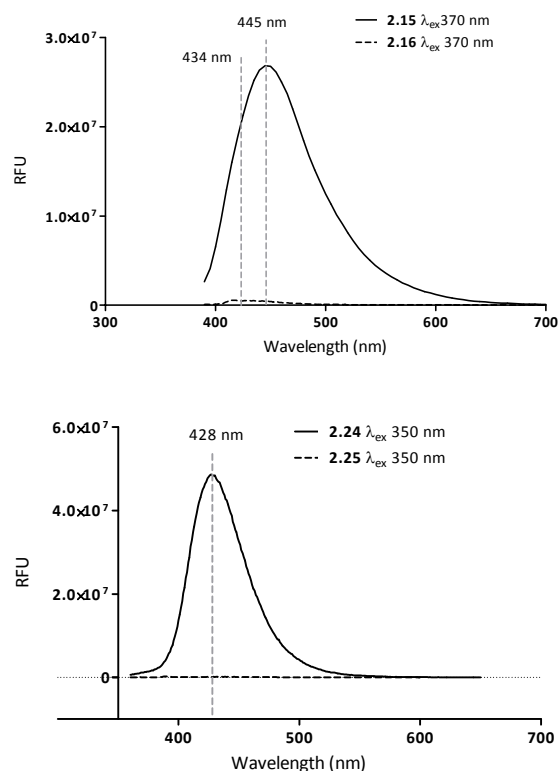 445 nm
2.15 λex370 nm
2.16 λex 370 nm
434 nm
3.0×10⁷
2.0×10⁷
1.0×10⁷
0
RFU
300 400 500 600 700
Wavelength (nm)
428 nm
2.24 λex 350 nm
2.25 λex 350 nm
6.0×10⁷
4.0×10⁷
2.0×10⁷
0
RFU
400 500 600 700
Wavelength (nm)